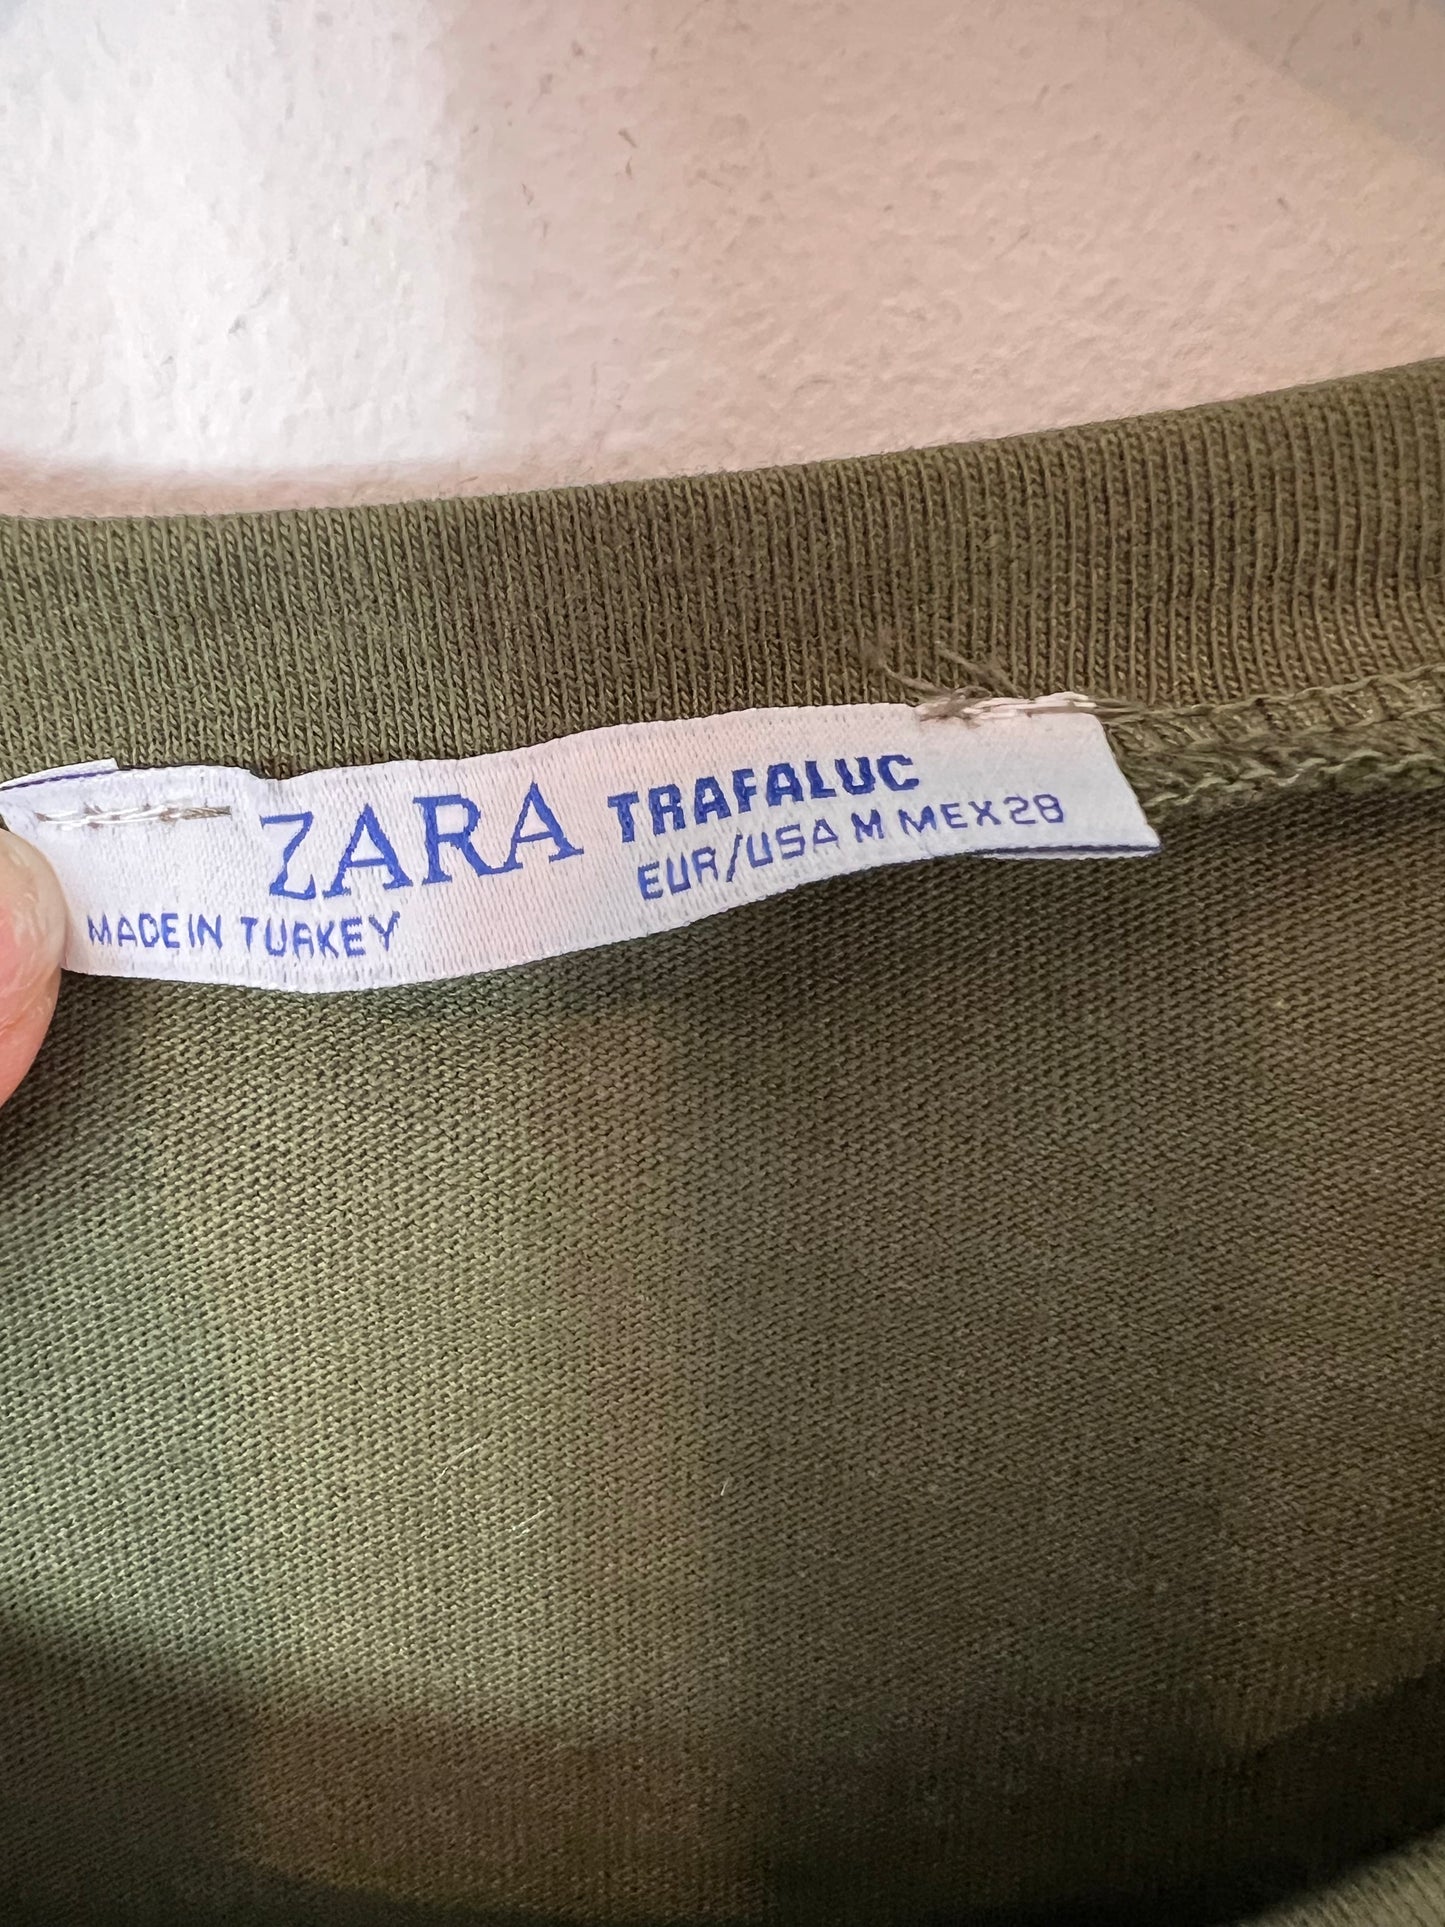 ZARA
MADE IN TURKEY
TRAFALUC
EUR/USA M MEX 28